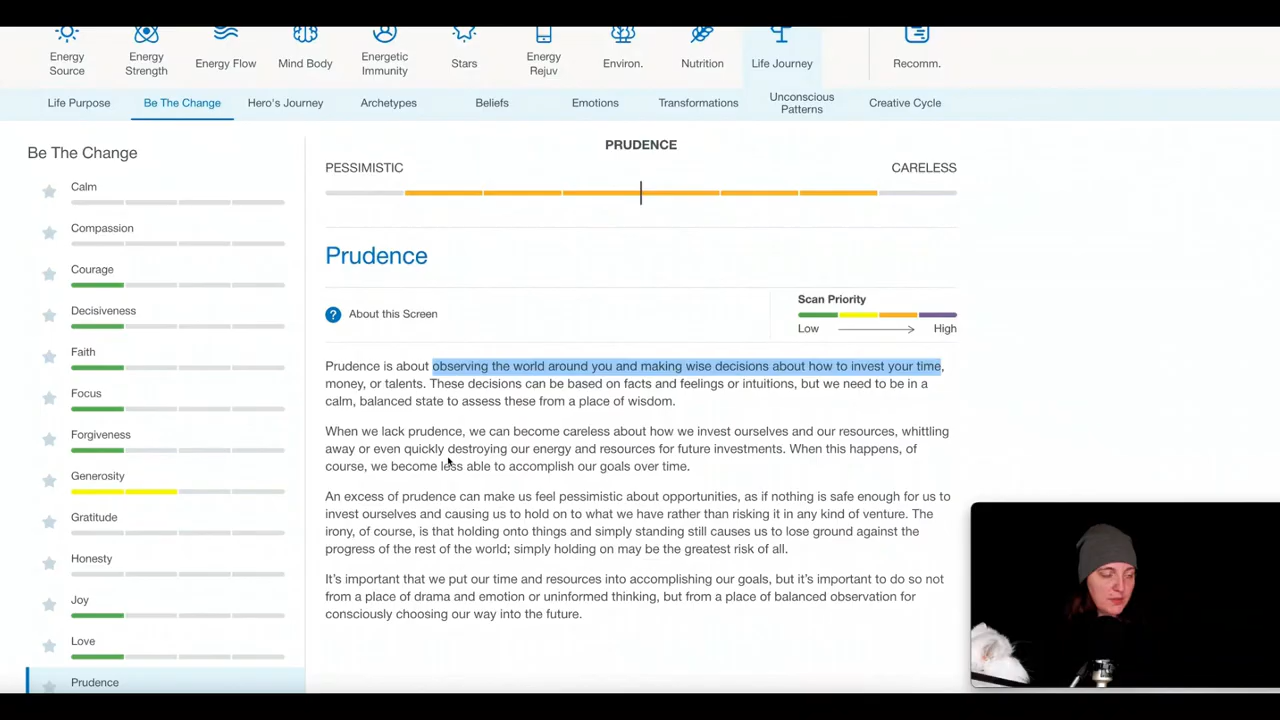 Energy Source
Energy Strength
Energy Flow
Mind Body
Energetic Immunity
Stars
Energy Rejuv
Environ.
Nutrition
Life Journey
Recomm.
Life Purpose
Be The Change
Hero's Journey
Archetypes
Beliefs
Emotions
Transformations
Unconscious Patterns
Creative Cycle
Be The Change
Calm
Compassion
Courage
Decisiveness
Faith
Focus
Forgiveness
Generosity
Gratitude
Honesty
Joy
Love
Prudence
PRUDENCE
PESSIMISTIC
CARELESS
Prudence
? About this Screen
Scan Priority
Low High
Prudence is about observing the world around you and making wise decisions about how to invest your time,
money, or talents. These decisions can be based on facts and feelings or intuitions, but we need to be in a
calm, balanced state to assess these from a place of wisdom.
When we lack prudence, we can become careless about how we invest ourselves and our resources, whittling
away or even quickly destroying our energy and resources for future investments. When this happens, of
course, we become less able to accomplish our goals over time.
An excess of prudence can make us feel pessimistic about opportunities, as if nothing is safe enough for us to
invest ourselves and causing us to hold on to what we have rather than risking it in any kind of venture. The
irony, of course, is that holding onto things and simply standing still causes us to lose ground against the
progress of the rest of the world; simply holding on may be the greatest risk of all.
It's important that we put our time and resources into accomplishing our goals, but it's important to do so not
from a place of drama and emotion or uninformed thinking, but from a place of balanced observation for
consciously choosing our way into the future.